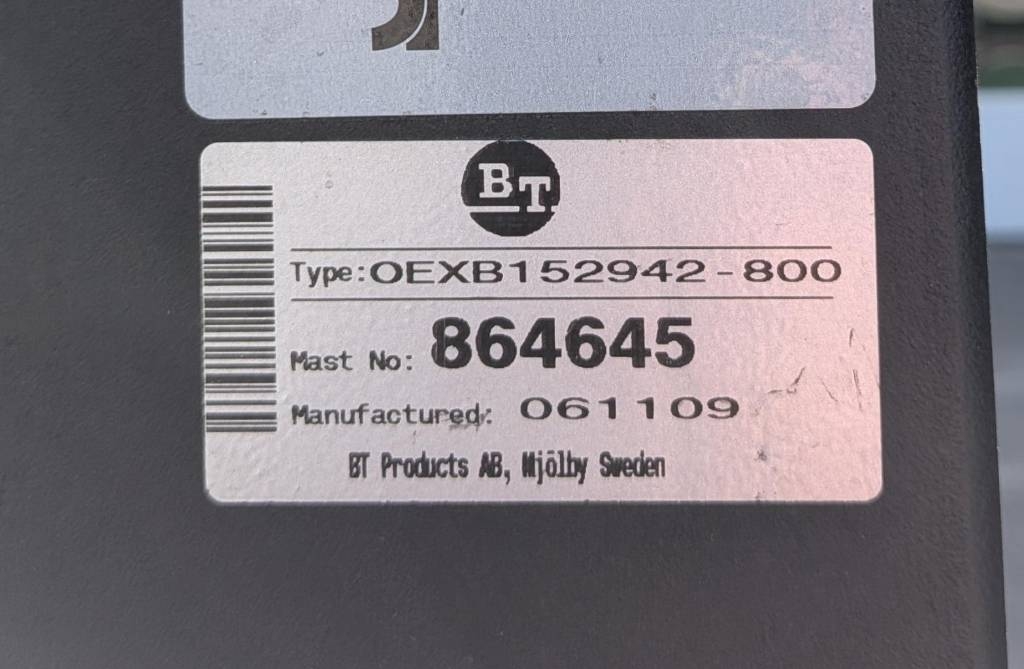 BT
Type:OEXB152942-800
Mast No: 864645
Manufactured: 061109
BT Products AB, Mjölby Sweden